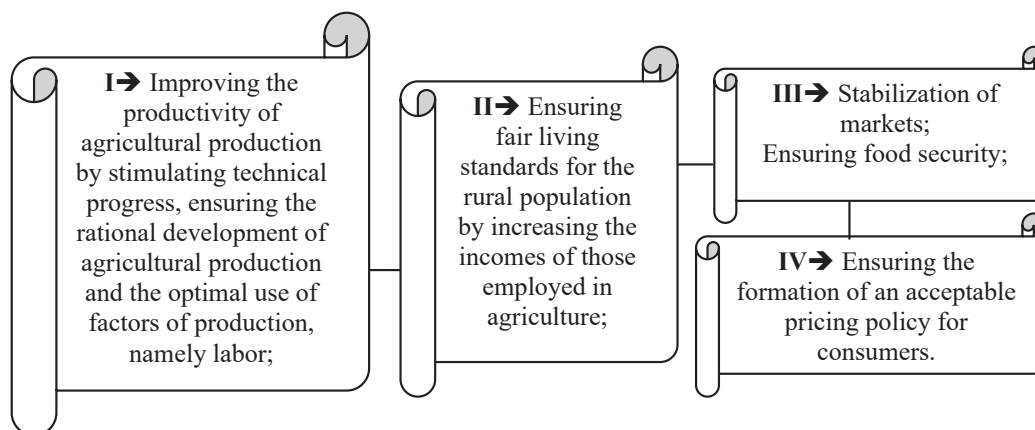 I➔ Improving the
productivity of
agricultural production
by stimulating technical
progress, ensuring the
rational development of
agricultural production
and the optimal use of
factors of production,
namely labor;
II➔ Ensuring
fair living
standards for the
rural population
by increasing the
incomes of those
employed in
agriculture;
III➔ Stabilization of
markets;
Ensuring food security;
IV➔ Ensuring the
formation of an acceptable
pricing policy for
consumers.